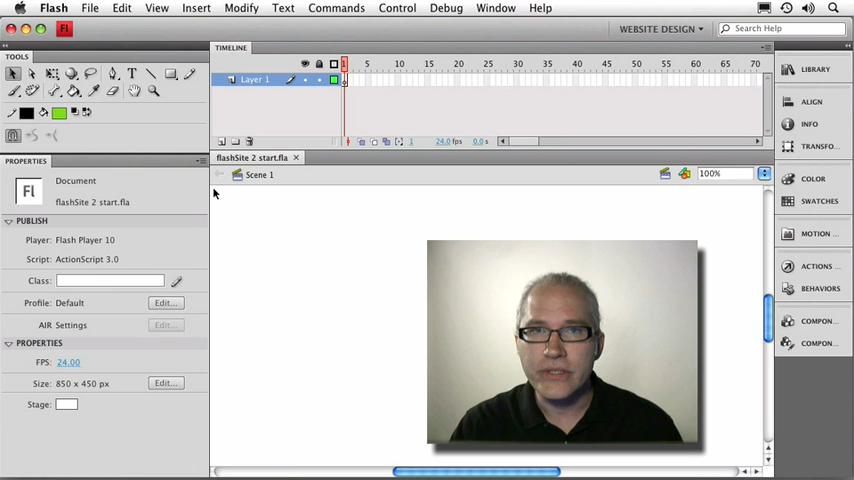 Flash File Edit View Insert Modify Text Commands Control Debug Window Help
Fl WEBSITE DESIGN Search Help
TOOLS
TIMELINE
1 5 10 15 20 25 30 35 40 45 50 55 60 65 70
Layer 1
1 24.0 fps 0.0 s
flashSite 2 start.fla
Scene 1 100%
PROPERTIES
Fl Document
flashSite 2 start.fla
PUBLISH
Player: Flash Player 10
Script: ActionScript 3.0
Class:
Profile: Default Edit...
AIR Settings Edit...
PROPERTIES
FPS: 24.00
Size: 850 x 450 px Edit...
Stage:
LIBRARY
ALIGN
INFO
TRANSFO...
COLOR
SWATCHES
MOTION ...
ACTIONS ...
BEHAVIORS
COMPON...
COMPON...